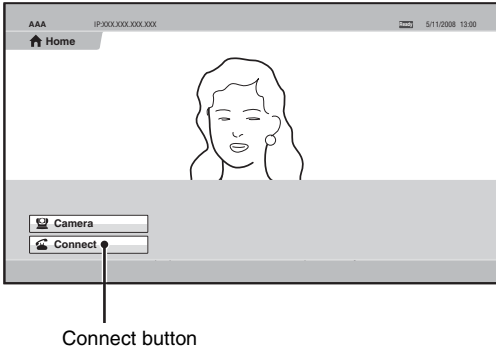 AAA IP:XXX.XXX.XXX.XXX Ready 5/11/2008 13:00
Home
Camera
Connect
Connect button